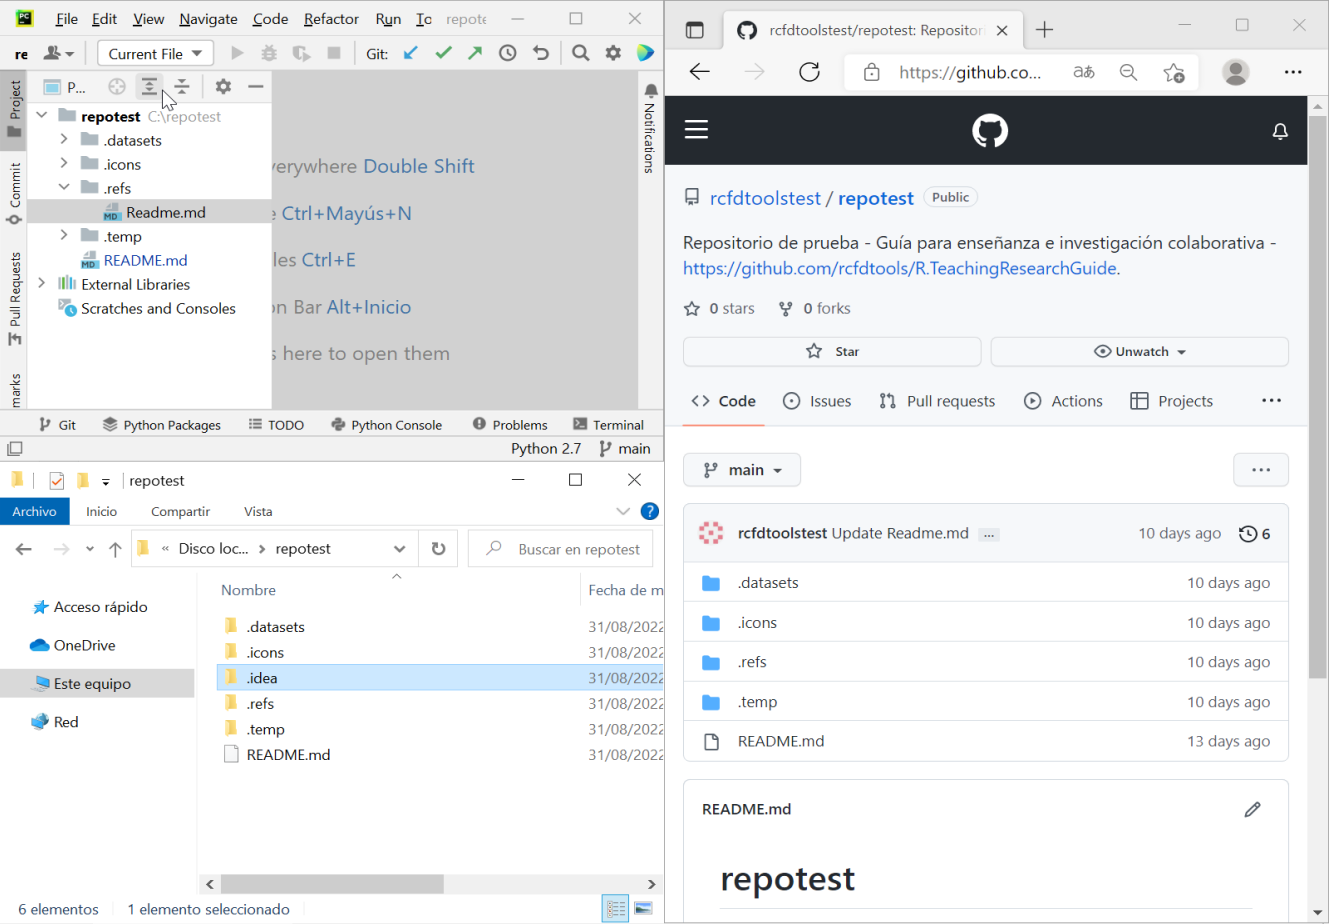 PC
File Edit View Navigate Code Refactor Run To repote
re Current File Git:
Project
Commit
Pull Requests
marks
P...
repotest C:\repotest
.datasets
.icons
.refs
MD Readme.md
.temp
MD README.md
External Libraries
Scratches and Consoles
verywhere Double Shift
e Ctrl+Mayús+N
les Ctrl+E
on Bar Alt+Inicio
s here to open them
Notifications
Git Python Packages TODO Python Console Problems Terminal
Python 2.7 main
repotest
Archivo Inicio Compartir Vista
« Disco loc... > repotest Buscar en repotest
Acceso rápido
OneDrive
Este equipo
Red
Nombre Fecha de m
.datasets 31/08/2022
.icons 31/08/2022
.idea 31/08/2022
.refs 31/08/2022
.temp 31/08/2022
README.md 31/08/2022
6 elementos 1 elemento seleccionado
rcfdtoolstest/repotest: Repositor
https://github.co... aあ
rcfdtoolstest / repotest Public
Repositorio de prueba - Guía para enseñanza e investigación colaborativa -
https://github.com/rcfdtools/R.TeachingResearchGuide.
0 stars 0 forks
Star Unwatch
Code Issues Pull requests Actions Projects ...
main ...
rcfdtoolstest Update Readme.md ... 10 days ago 6
.datasets 10 days ago
.icons 10 days ago
.refs 10 days ago
.temp 10 days ago
README.md 13 days ago
README.md
repotest